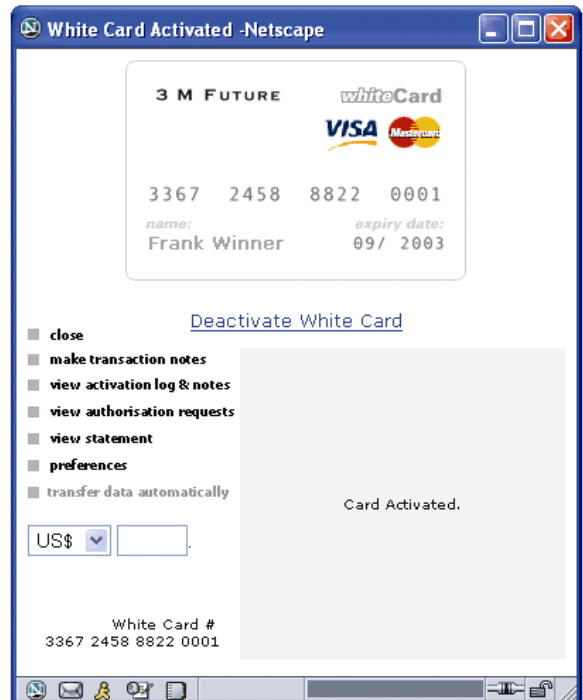 White Card Activated -Netscape
3 M FUTURE whiteCard
VISA Mastercard
3367 2458 8822 0001
name: expiry date:
Frank Winner 09/ 2003
Deactivate White Card
close
make transaction notes
view activation log & notes
view authorisation requests
view statement
preferences
transfer data automatically
Card Activated.
US$ .
White Card #
3367 2458 8822 0001